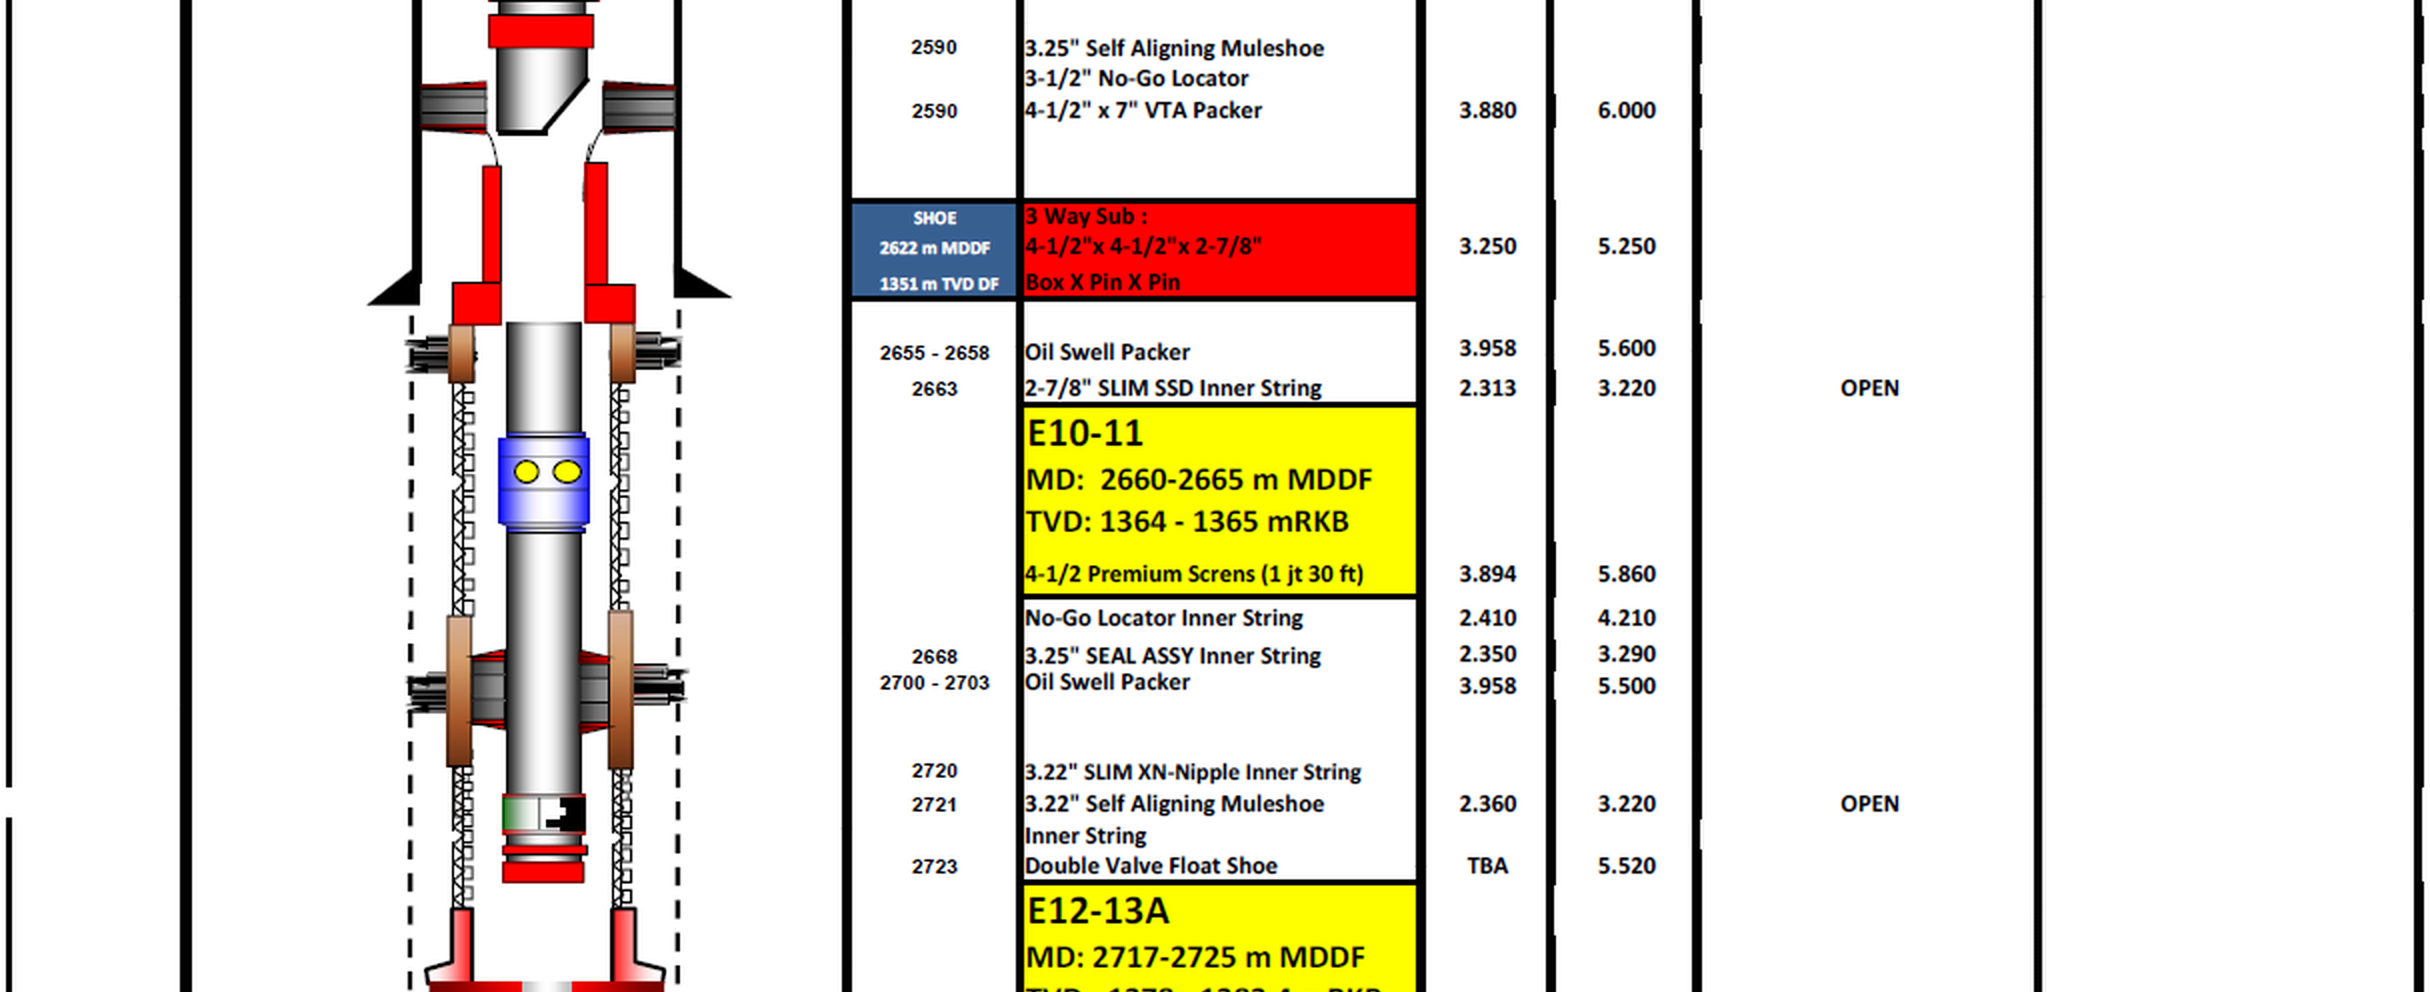 2590 3.25" Self Aligning Muleshoe
3-1/2" No-Go Locator
2590 4-1/2" x 7" VTA Packer 3.880 6.000
SHOE 3 Way Sub :
2622 m MDDF 4-1/2"x 4-1/2"x 2-7/8" 3.250 5.250
1351 m TVD DF Box X Pin X Pin
2655 - 2658 Oil Swell Packer 3.958 5.600
2663 2-7/8" SLIM SSD Inner String 2.313 3.220 OPEN
E10-11
MD: 2660-2665 m MDDF
TVD: 1364 - 1365 mRKB
4-1/2 Premium Screns (1 jt 30 ft) 3.894 5.860
No-Go Locator Inner String 2.410 4.210
2668 3.25" SEAL ASSY Inner String 2.350 3.290
2700 - 2703 Oil Swell Packer 3.958 5.500
2720 3.22" SLIM XN-Nipple Inner String
2721 3.22" Self Aligning Muleshoe 2.360 3.220 OPEN
Inner String
2723 Double Valve Float Shoe TBA 5.520
E12-13A
MD: 2717-2725 m MDDF